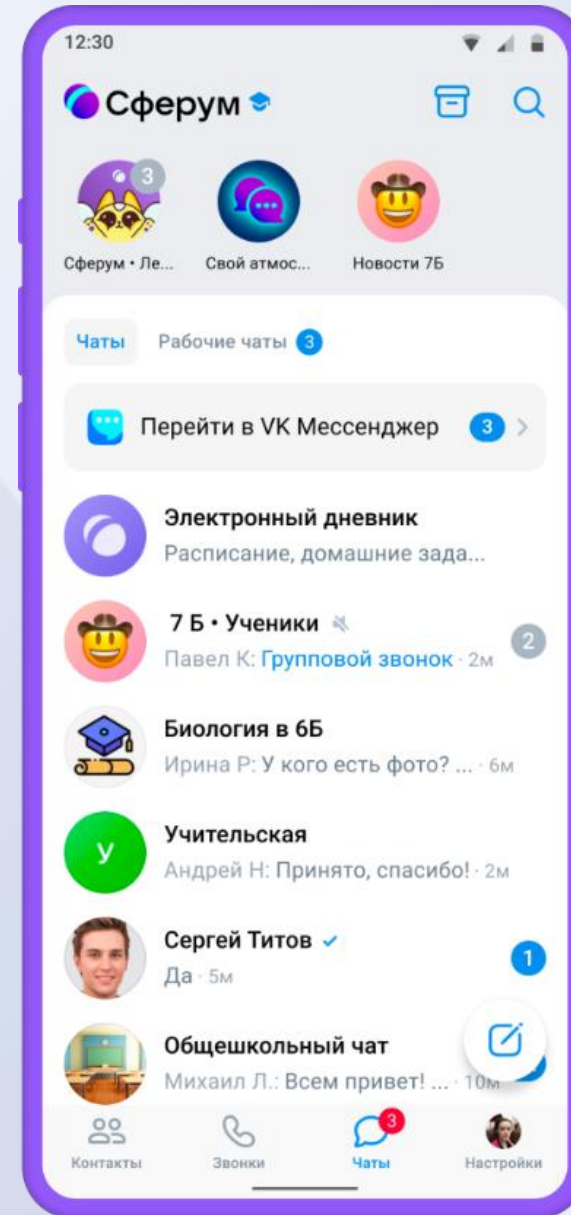 12:30
Сферум
3
Сферум • Ле...
Свой атмос...
Новости 7Б
Чаты
Рабочие чаты 3
Перейти в VK Мессенджер 3
Электронный дневник
Расписание, домашние зада...
7 Б • Ученики
Павел К: Групповой звонок · 2м
2
Биология в 6Б
Ирина Р: У кого есть фото? ... · 6м
У
Учительская
Андрей Н: Принято, спасибо! · 2м
Сергей Титов
Да · 5м
1
Общешкольный чат
Михаил Л.: Всем привет! ... · 10м
3
Контакты
Звонки
Чаты
Настройки